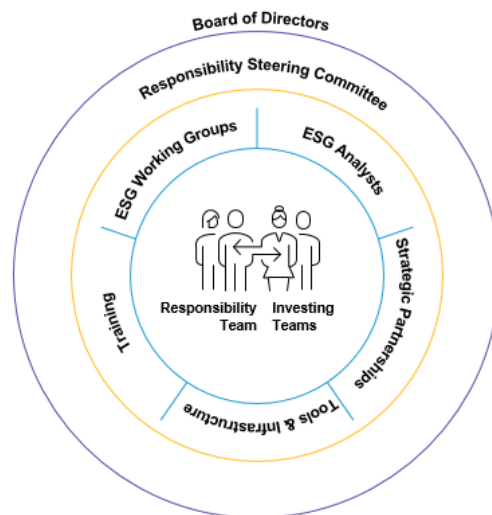 Board of Directors
Responsibility Steering Committee
ESG Working Groups
ESG Analysts
Strategic Partnerships
Tools & Infrastructure
Training
Responsibility
Team
Investing
Teams